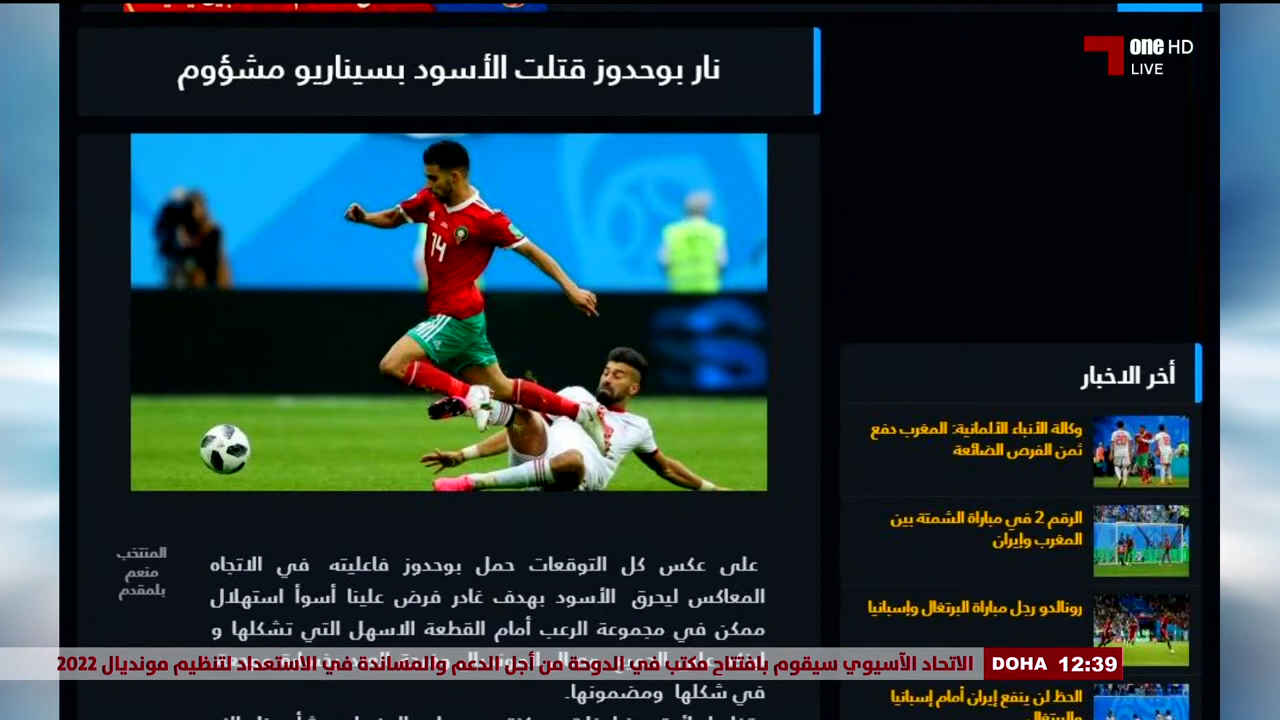 one HD
LIVE
نار بوحدوز قتلت الأسود بسيناريو مشؤوم
14
أخر الاخبار
وكالة الأنباء الألمانية: المغرب دفع
ثمن الفرص الضائعة
الرقم 2 في مباراة الشمتة بين
المغرب وإيران
رونالدو رجل مباراة البرتغال وإسبانيا
الحظ لن ينفع إيران أمام إسبانيا
والبرتغال
المنتخب
منعم
بلمقدم
على عكس كل التوقعات حمل بوحدوز فاعليته في الاتجاه
المعاكس ليحرق الأسود بهدف غادر فرض علينا أسوأ استهلال
ممكن في مجموعة الرعب أمام القطعة الاسهل التي تشكلها و
في شكلها ومضمونها.
DOHA 12:39
الاتحاد الآسيوي سيقوم بافتتاح مكتب في الدوحة من أجل الدعم والمساندة في الاستعداد لتنظيم مونديال 2022